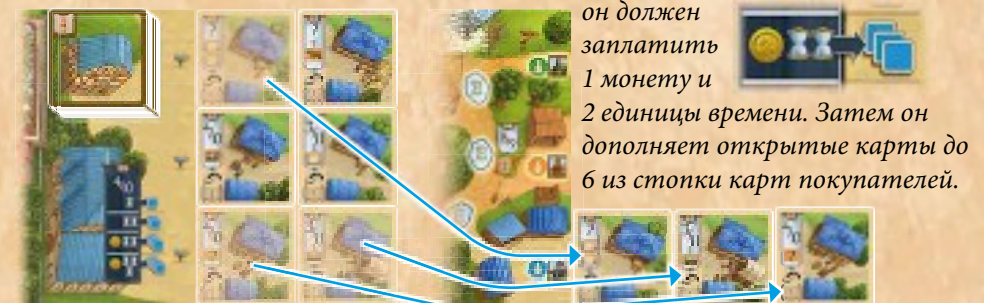 он должен
заплатить
1 монету и
2 единицы времени. Затем он
дополняет открытые карты до
6 из стопки карт покупателей.